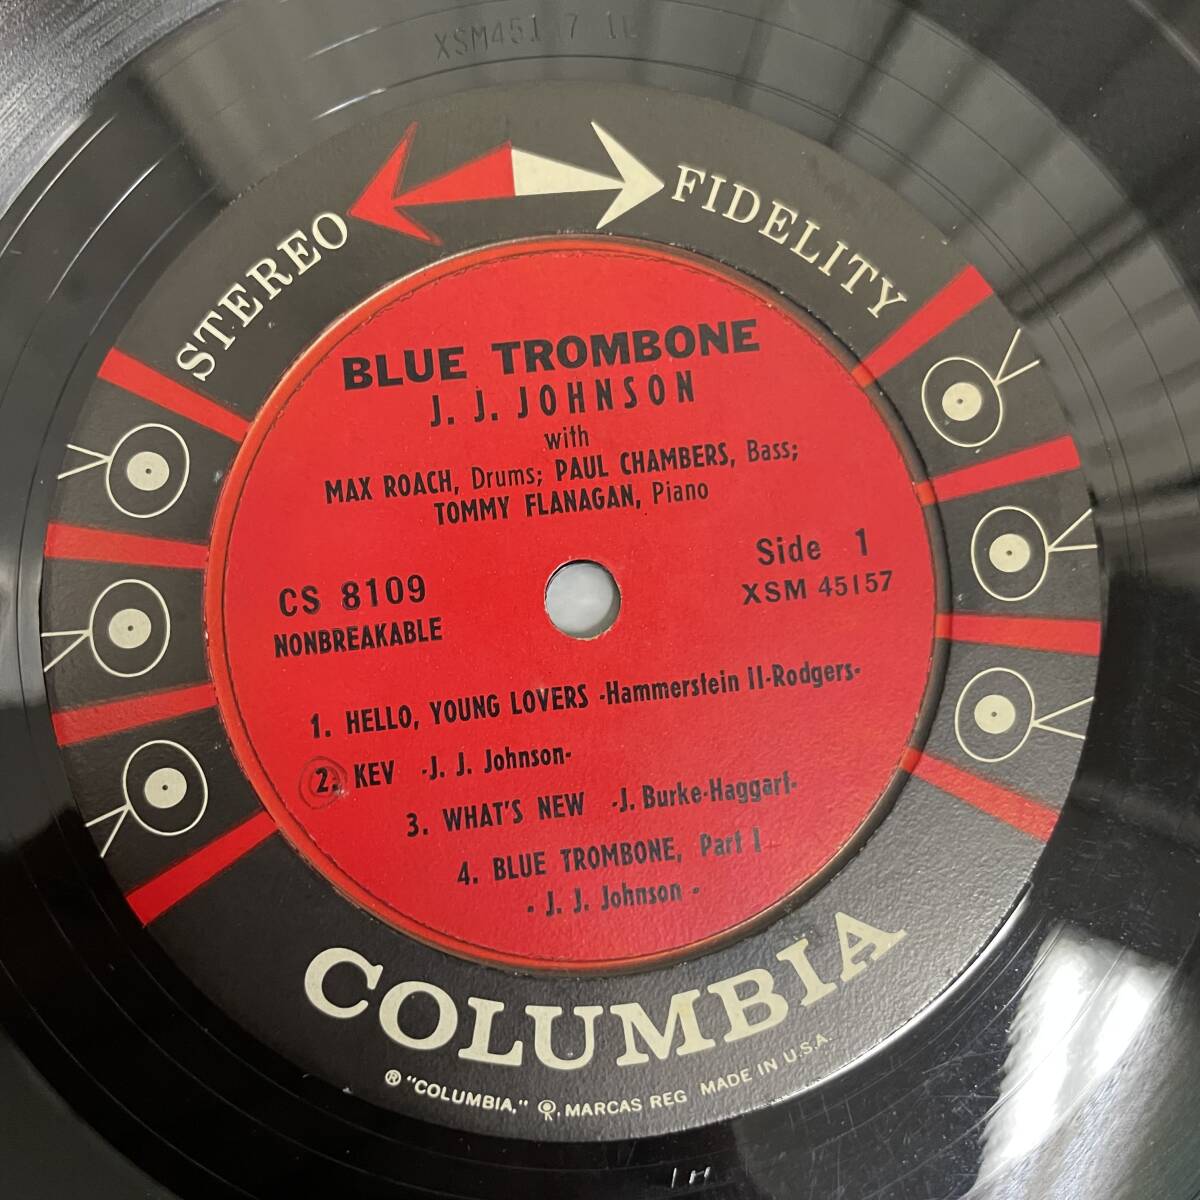 STEREO FIDELITY
BLUE TROMBONE
J. J. JOHNSON
with
MAX ROACH, Drums; PAUL CHAMBERS, Bass;
TOMMY FLANAGAN, Piano
CS 8109
NONBREAKABLE
Side 1
XSM 45157
1. HELLO, YOUNG LOVERS -Hammerstein II-Rodgers-
2. KEV -J. J. Johnson-
3. WHAT'S NEW -J. Burke-Haggart-
4. BLUE TROMBONE, Part I
- J. J. Johnson -
COLUMBIA
® "COLUMBIA," MARCAS REG MADE IN U.S.A.
1H